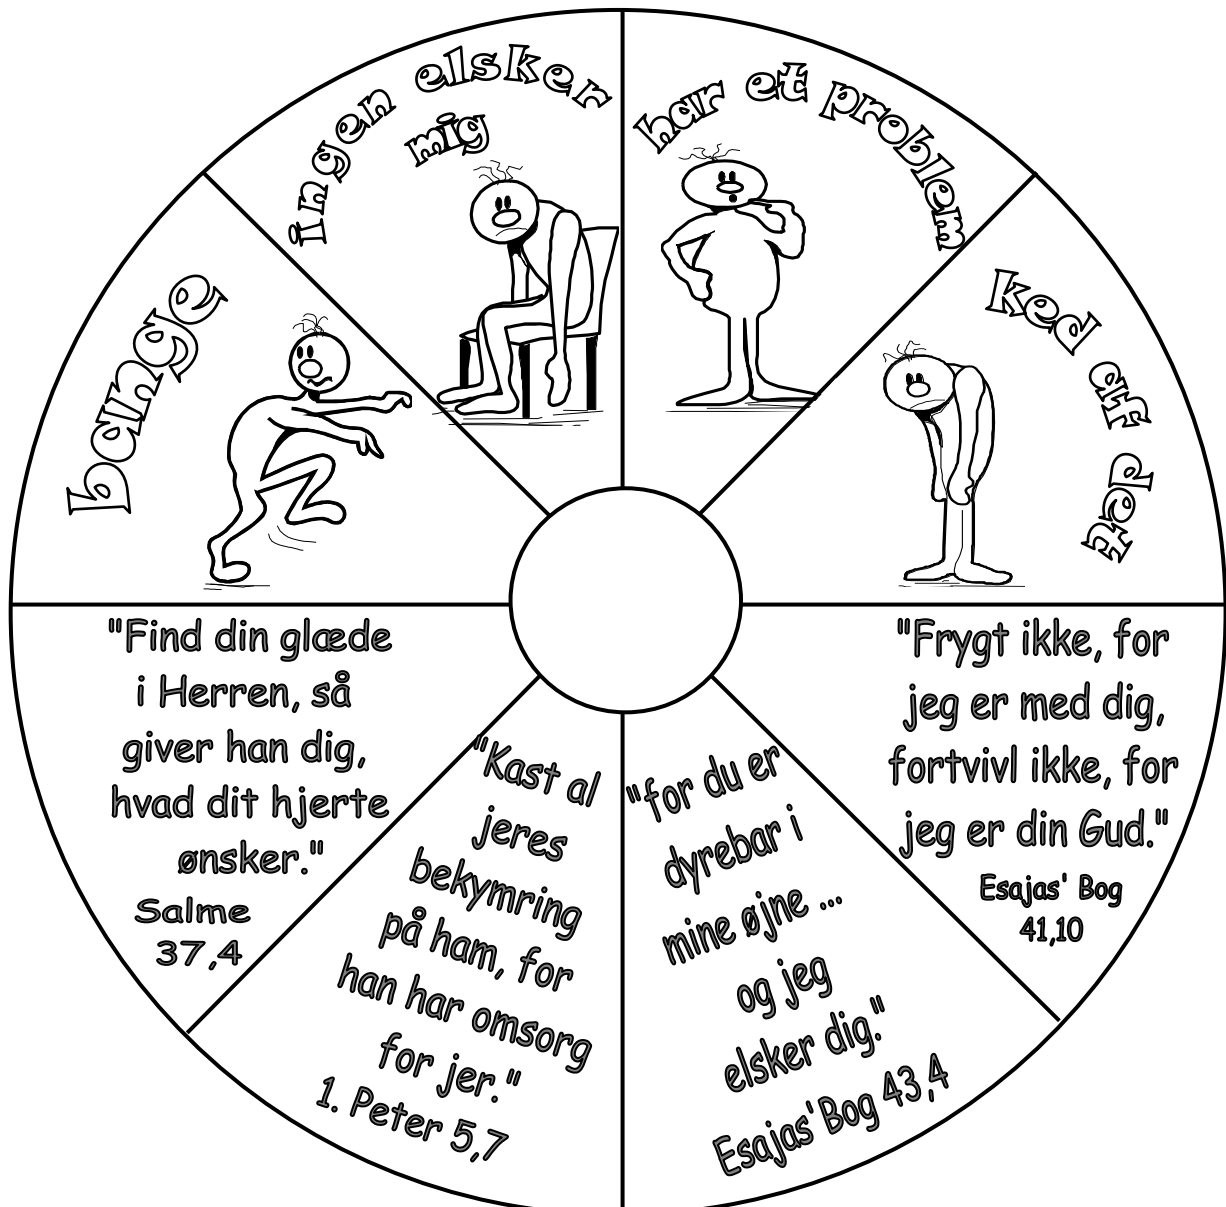 bange
ingen elsker
mig
har et problem
ked af det
"Find din glæde
i Herren, så
giver han dig,
hvad dit hjerte
ønsker."
Salme
37,4
"Kast al
jeres
bekymring
på ham, for
han har omsorg
for jer."
1. Peter 5,7
"for du er
dyrebar i
mine øjne ...
og jeg
elsker dig."
Esajas' Bog 43,4
"Frygt ikke, for
jeg er med dig,
fortvivl ikke, for
jeg er din Gud."
Esajas' Bog
41,10